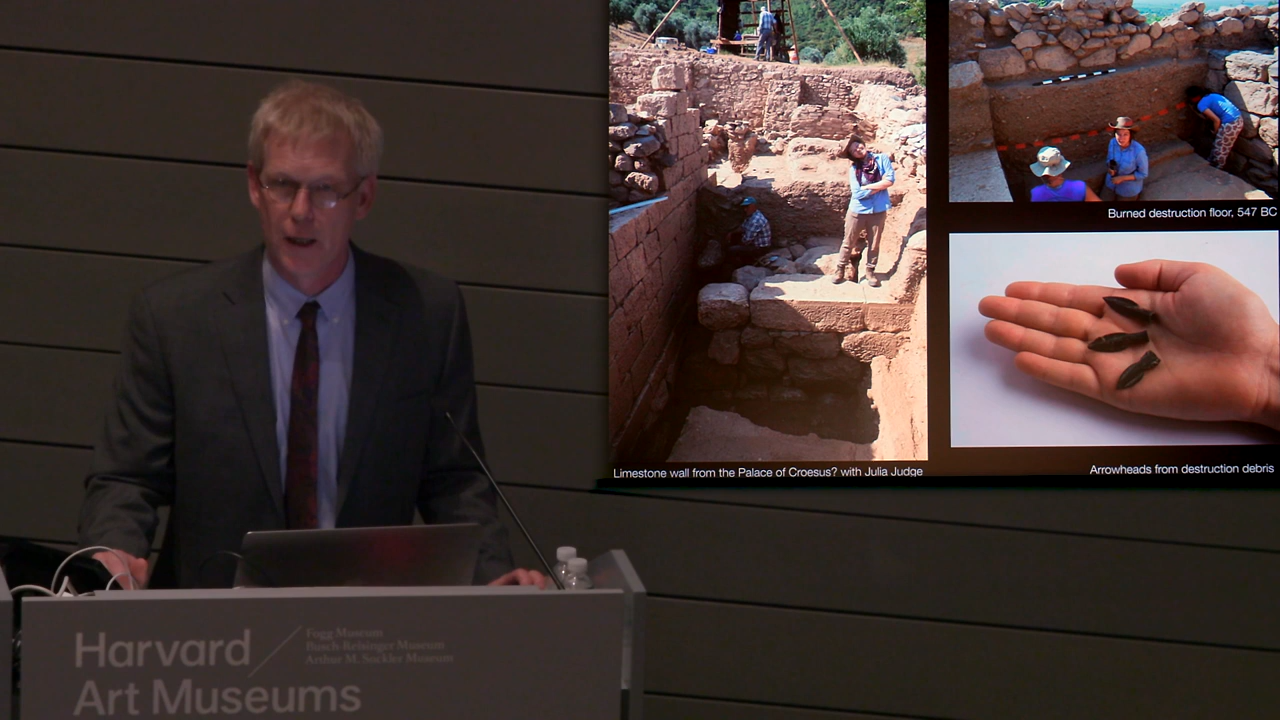 Burned destruction floor, 547 BC
Limestone wall from the Palace of Croesus? with Julia Judge
Arrowheads from destruction debris
Harvard
Art Museums
Fogg Museum
Busch-Reisinger Museum
Arthur M. Sackler Museum